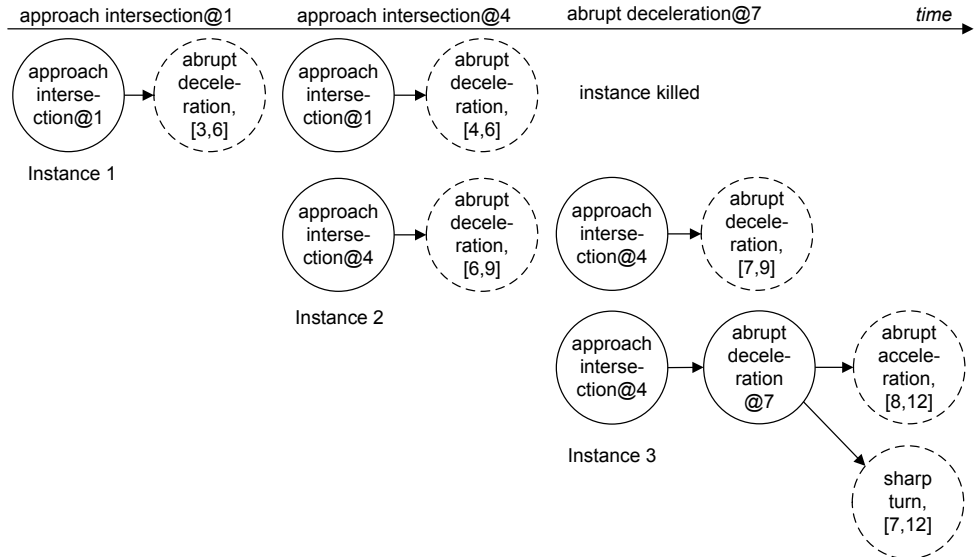 approach intersection@1
approach intersection@4
abrupt deceleration@7
time
approach
interse-
ction@1
abrupt
decele-
ration,
[3,6]
approach
interse-
ction@1
abrupt
decele-
ration,
[4,6]
instance killed
Instance 1
approach
interse-
ction@4
abrupt
decele-
ration,
[6,9]
approach
interse-
ction@4
abrupt
decele-
ration,
[7,9]
Instance 2
approach
interse-
ction@4
abrupt
decele-
ration
@7
abrupt
accele-
ration,
[8,12]
Instance 3
sharp
turn,
[7,12]